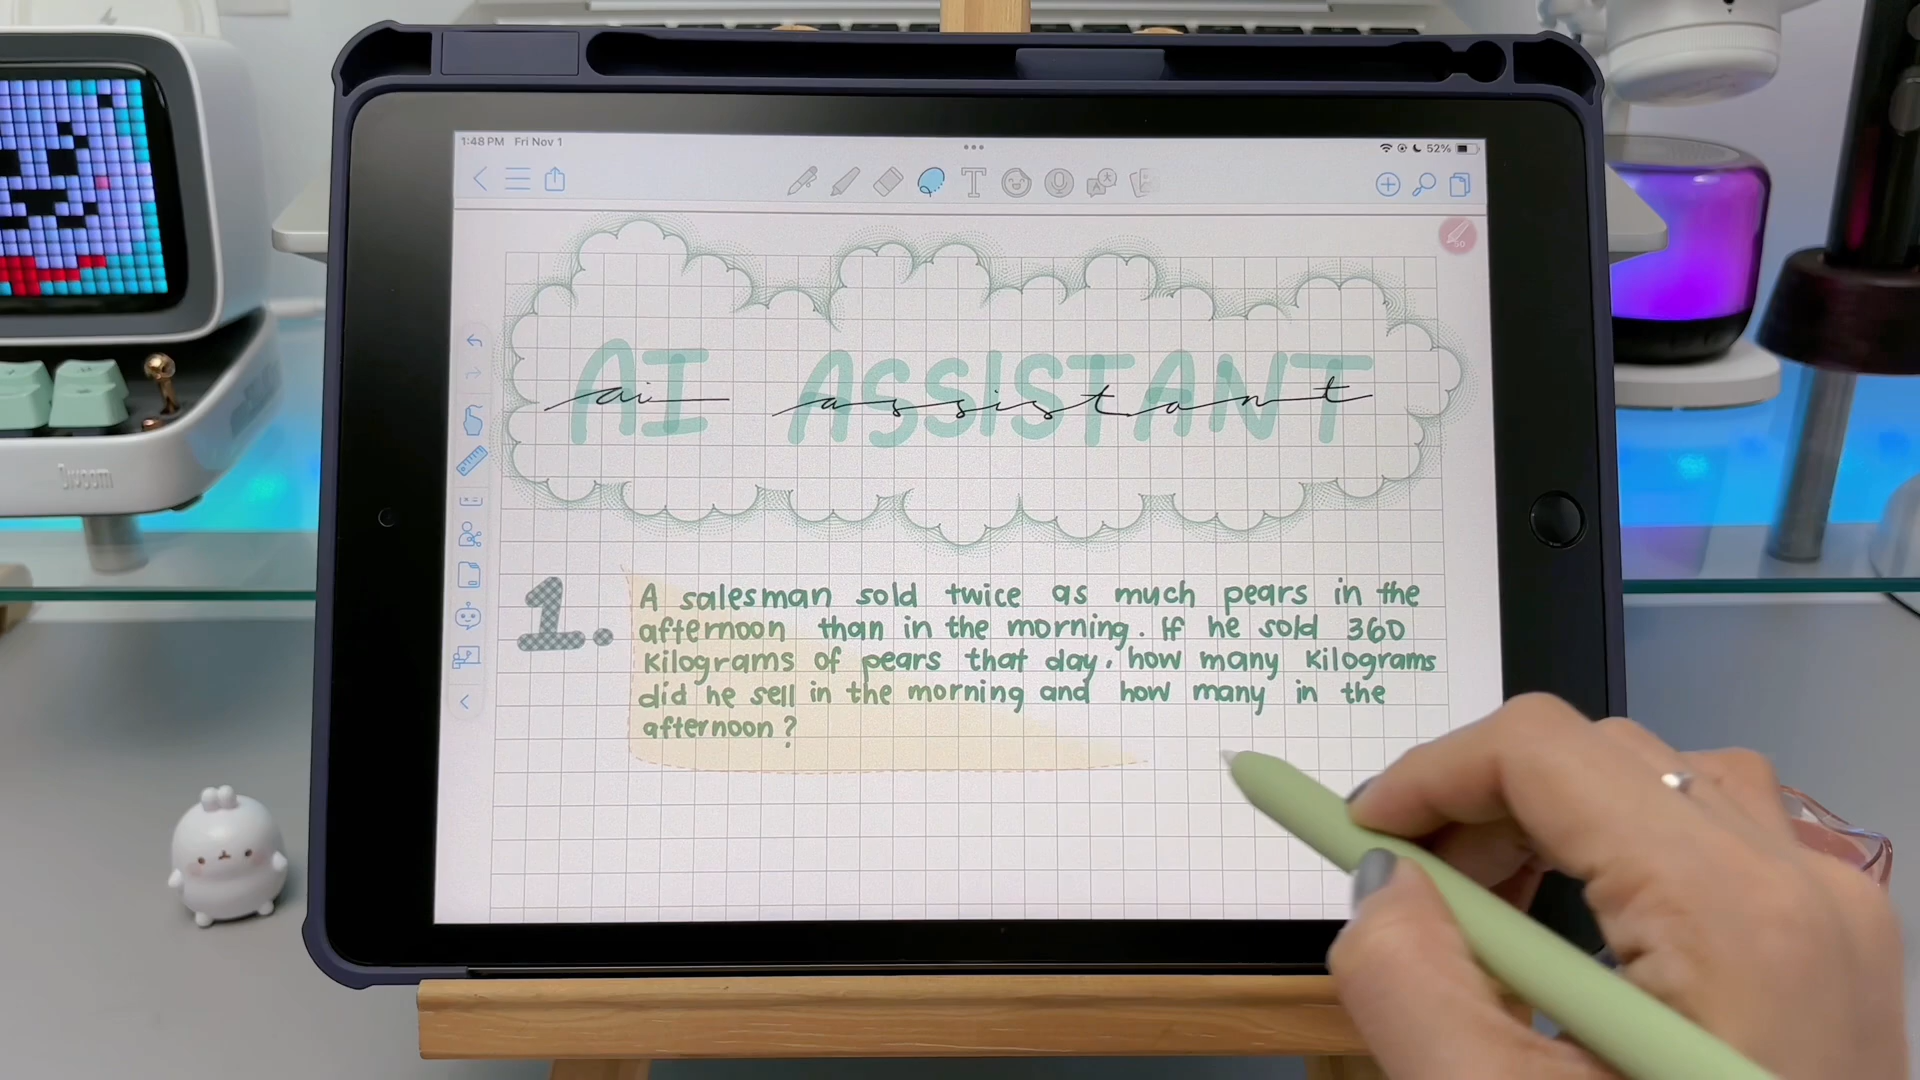 1:48 PM Fri Nov 1
52%
50
AI ASSISTANT
ai assistant
1.
A salesman sold twice as much pears in the
afternoon than in the morning. If he sold 360
kilograms of pears that day, how many kilograms
did he sell in the morning and how many in the
afternoon?
Divoom